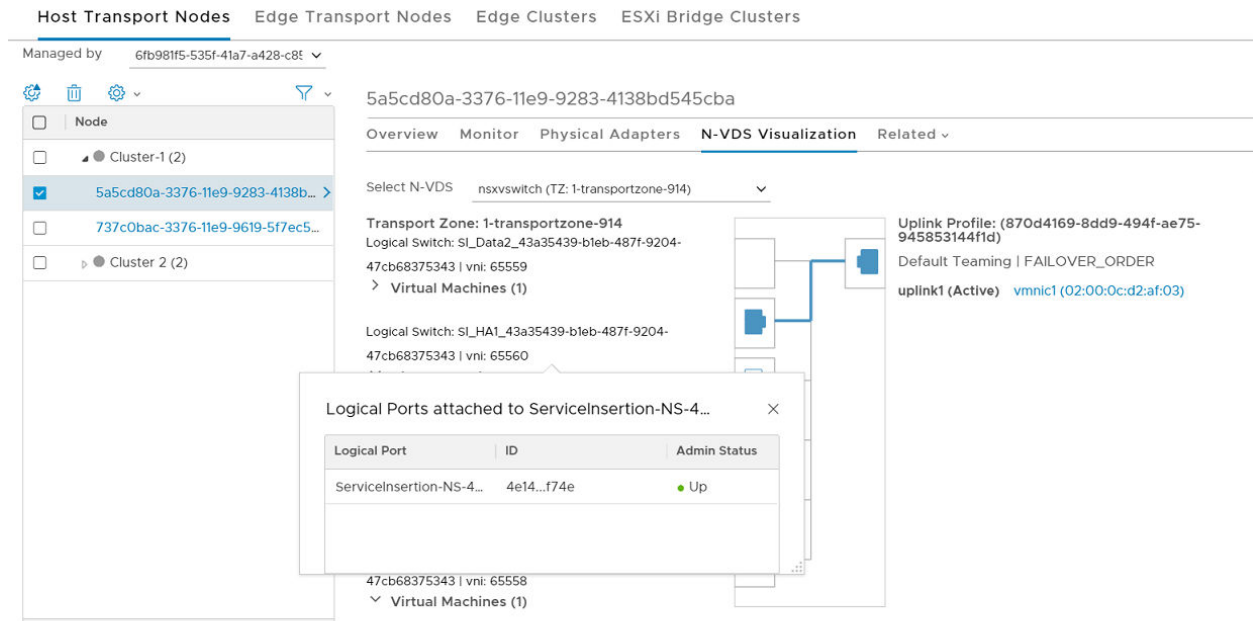 Host Transport Nodes Edge Transport Nodes Edge Clusters ESXi Bridge Clusters
Managed by 6fb981f5-535f-41a7-a428-c8
Node
Cluster-1 (2)
5a5cd80a-3376-11e9-9283-4138b...
737c0bac-3376-11e9-9619-5f7ec5...
Cluster 2 (2)
5a5cd80a-3376-11e9-9283-4138bd545cba
Overview Monitor Physical Adapters N-VDS Visualization Related
Select N-VDS nsxvswitch (TZ: 1-transportzone-914)
Transport Zone: 1-transportzone-914
Logical Switch: SI_Data2_43a35439-b1eb-487f-9204-
47cb68375343 | vni: 65559
Virtual Machines (1)
Logical Switch: SI_HA1_43a35439-b1eb-487f-9204-
47cb68375343 | vni: 65560
Logical Ports attached to ServiceInsertion-NS-4...
Logical Port ID Admin Status
ServiceInsertion-NS-4... 4e14...f74e Up
47cb68375343 | vni: 65558
Virtual Machines (1)
Uplink Profile: (870d4169-8dd9-494f-ae75-
945853144f1d)
Default Teaming | FAILOVER_ORDER
uplink1 (Active) vmnic1 (02:00:0c:d2:af:03)